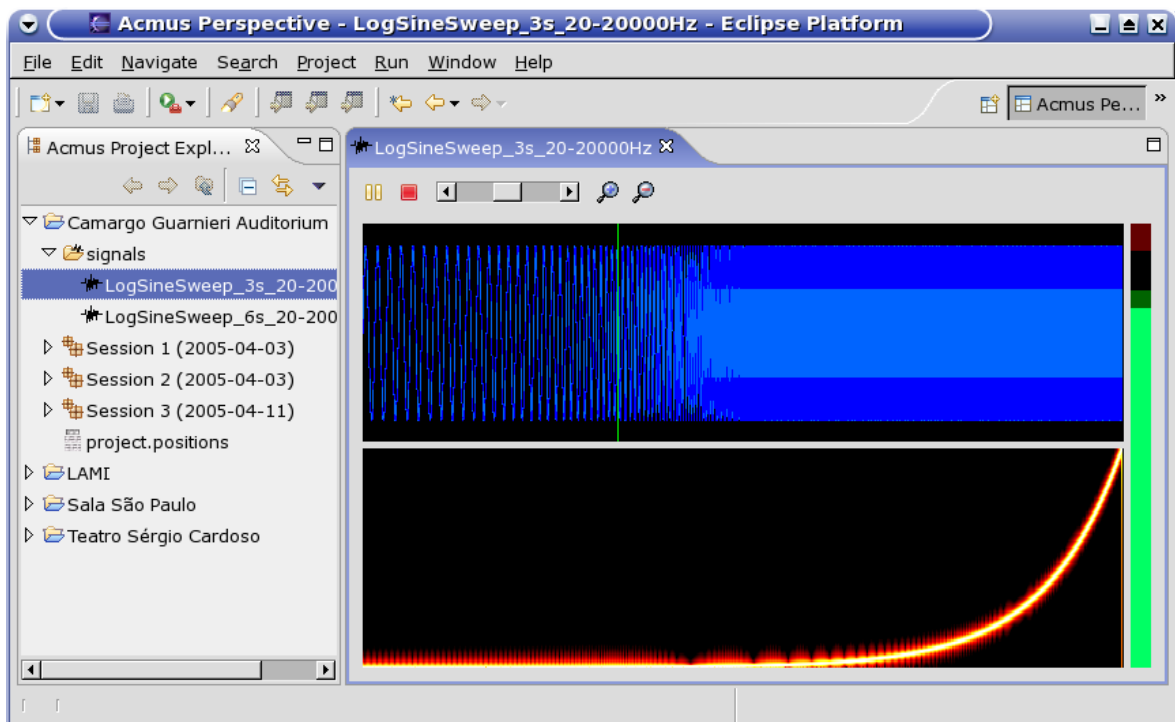 Acmus Perspective - LogSineSweep_3s_20-20000Hz - Eclipse Platform
File Edit Navigate Search Project Run Window Help
Acmus Pe... »
Acmus Project Expl...
LogSineSweep_3s_20-20000Hz
Camargo Guarnieri Auditorium
signals
LogSineSweep_3s_20-200
LogSineSweep_6s_20-200
Session 1 (2005-04-03)
Session 2 (2005-04-03)
Session 3 (2005-04-11)
project.positions
LAMI
Sala São Paulo
Teatro Sérgio Cardoso